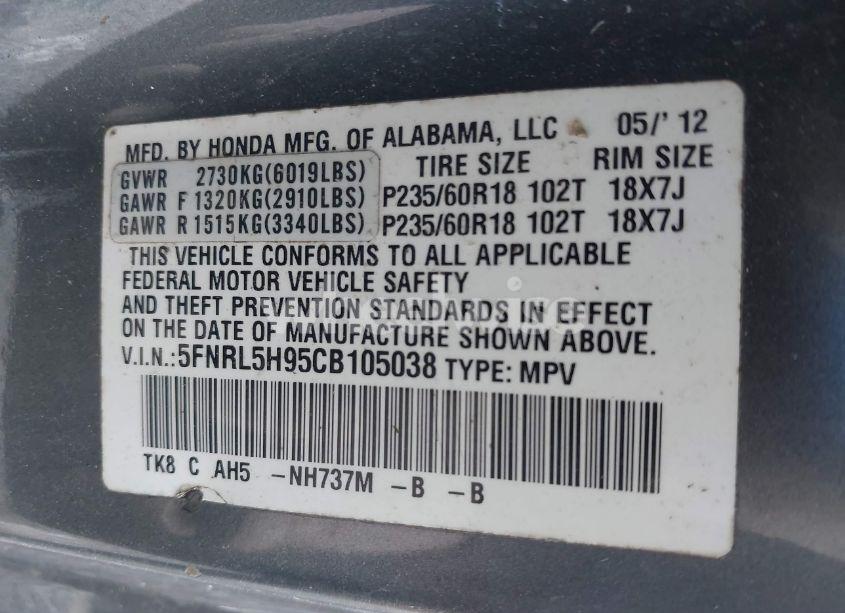 MFD. BY HONDA MFG. OF ALABAMA, LLC 05/' 12
GVWR 2730KG(6019LBS) TIRE SIZE RIM SIZE
GAWR F 1320KG(2910LBS) P235/60R18 102T 18X7J
GAWR R 1515KG(3340LBS) P235/60R18 102T 18X7J
THIS VEHICLE CONFORMS TO ALL APPLICABLE
FEDERAL MOTOR VEHICLE SAFETY
AND THEFT PREVENTION STANDARDS IN EFFECT
ON THE DATE OF MANUFACTURE SHOWN ABOVE.
V.I.N.:5FNRL5H95CB105038 TYPE: MPV
TK8 C AH5 -NH737M -B -B